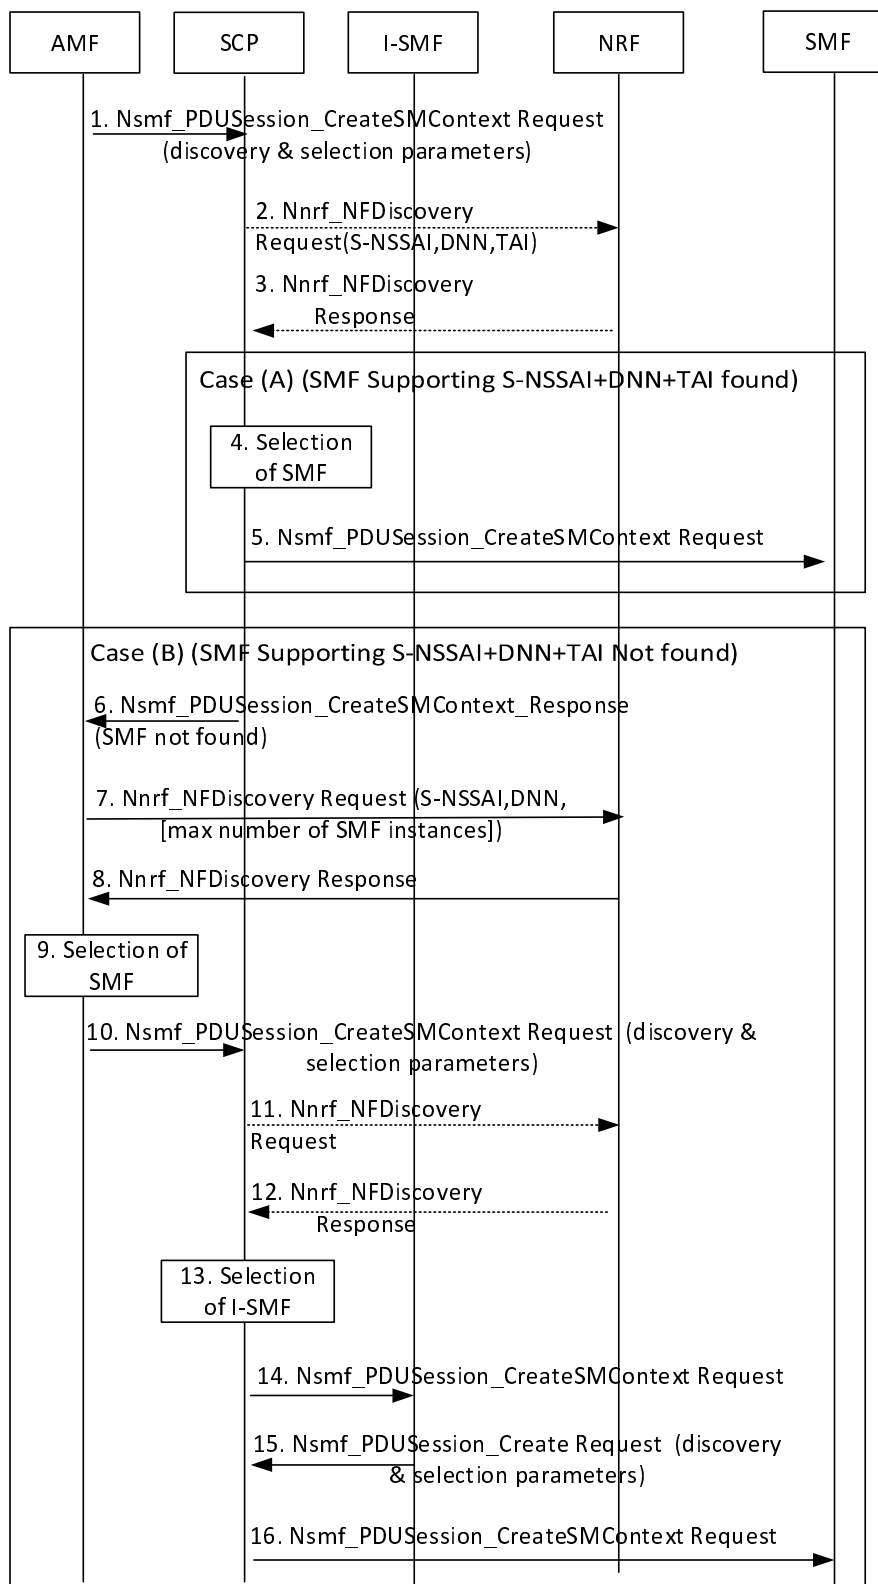 AMF
SCP
I-SMF
NRF
SMF
1. Nsmf_PDUSession_CreateSMContext Request
(discovery & selection parameters)
2. Nnrf_NFDiscovery
Request(S-NSSAI,DNN,TAI)
3. Nnrf_NFDiscovery
Response
Case (A) (SMF Supporting S-NSSAI+DNN+TAI found)
4. Selection
of SMF
5. Nsmf_PDUSession_CreateSMContext Request
Case (B) (SMF Supporting S-NSSAI+DNN+TAI Not found)
6. Nsmf_PDUSession_CreateSMContext_Response
(SMF not found)
7. Nnrf_NFDiscovery Request (S-NSSAI,DNN,
[max number of SMF instances])
8. Nnrf_NFDiscovery Response
9. Selection of
SMF
10. Nsmf_PDUSession_CreateSMContext Request (discovery &
selection parameters)
11. Nnrf_NFDiscovery
Request
12. Nnrf_NFDiscovery
Response
13. Selection
of I-SMF
14. Nsmf_PDUSession_CreateSMContext Request
15. Nsmf_PDUSession_Create Request (discovery
& selection parameters)
16. Nsmf_PDUSession_CreateSMContext Request